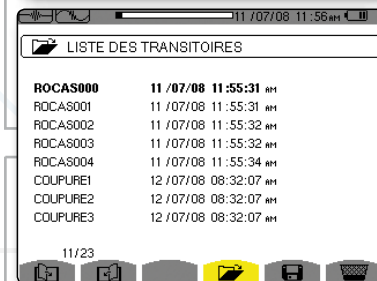 11 /07/08 11:56 AM
LISTE DES TRANSITOIRES
ROCAS000 11 /07/08 11:55:31 AM
ROCAS001 11 /07/08 11:55:31 AM
ROCAS002 11 /07/08 11:55:32 AM
ROCAS003 11 /07/08 11:55:32 AM
ROCAS004 11 /07/08 11:55:34 AM
COUPURE1 12 /07/08 08:32:07 AM
COUPURE2 12 /07/08 08:32:07 AM
COUPURE3 12 /07/08 08:32:07 AM
11/23